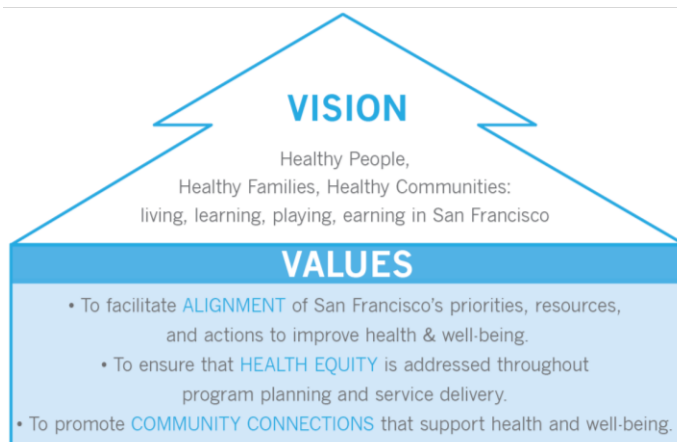 VISION
Healthy People,
Healthy Families, Healthy Communities:
living, learning, playing, earning in San Francisco
VALUES
• To facilitate ALIGNMENT of San Francisco's priorities, resources,
and actions to improve health & well-being.
• To ensure that HEALTH EQUITY is addressed throughout
program planning and service delivery.
• To promote COMMUNITY CONNECTIONS that support health and well-being.